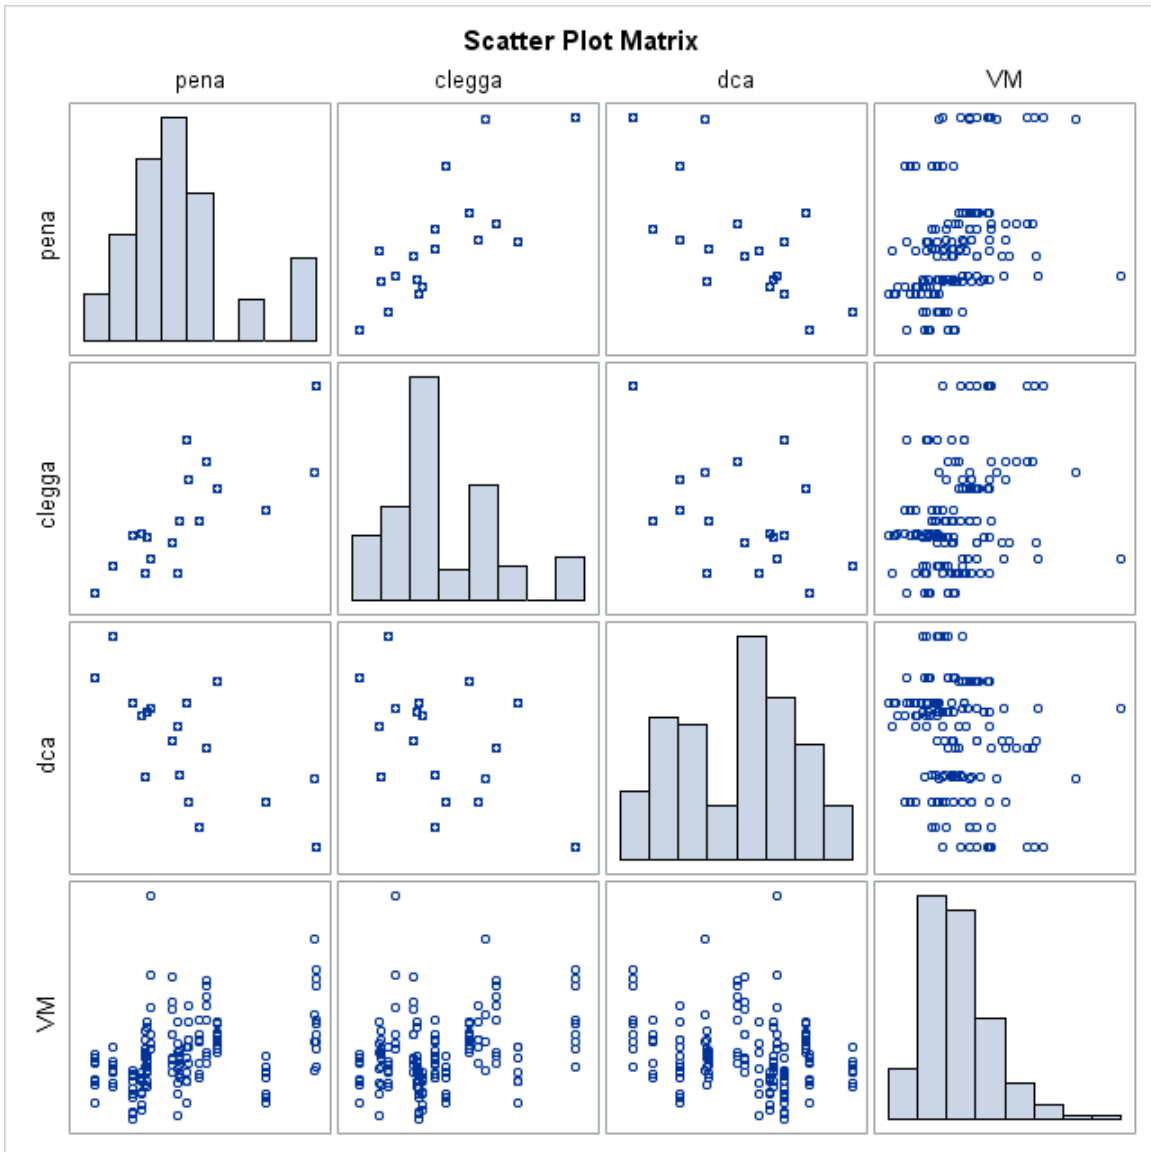 Scatter Plot Matrix
pena clegga dca VM
pena
clegga
dca
VM